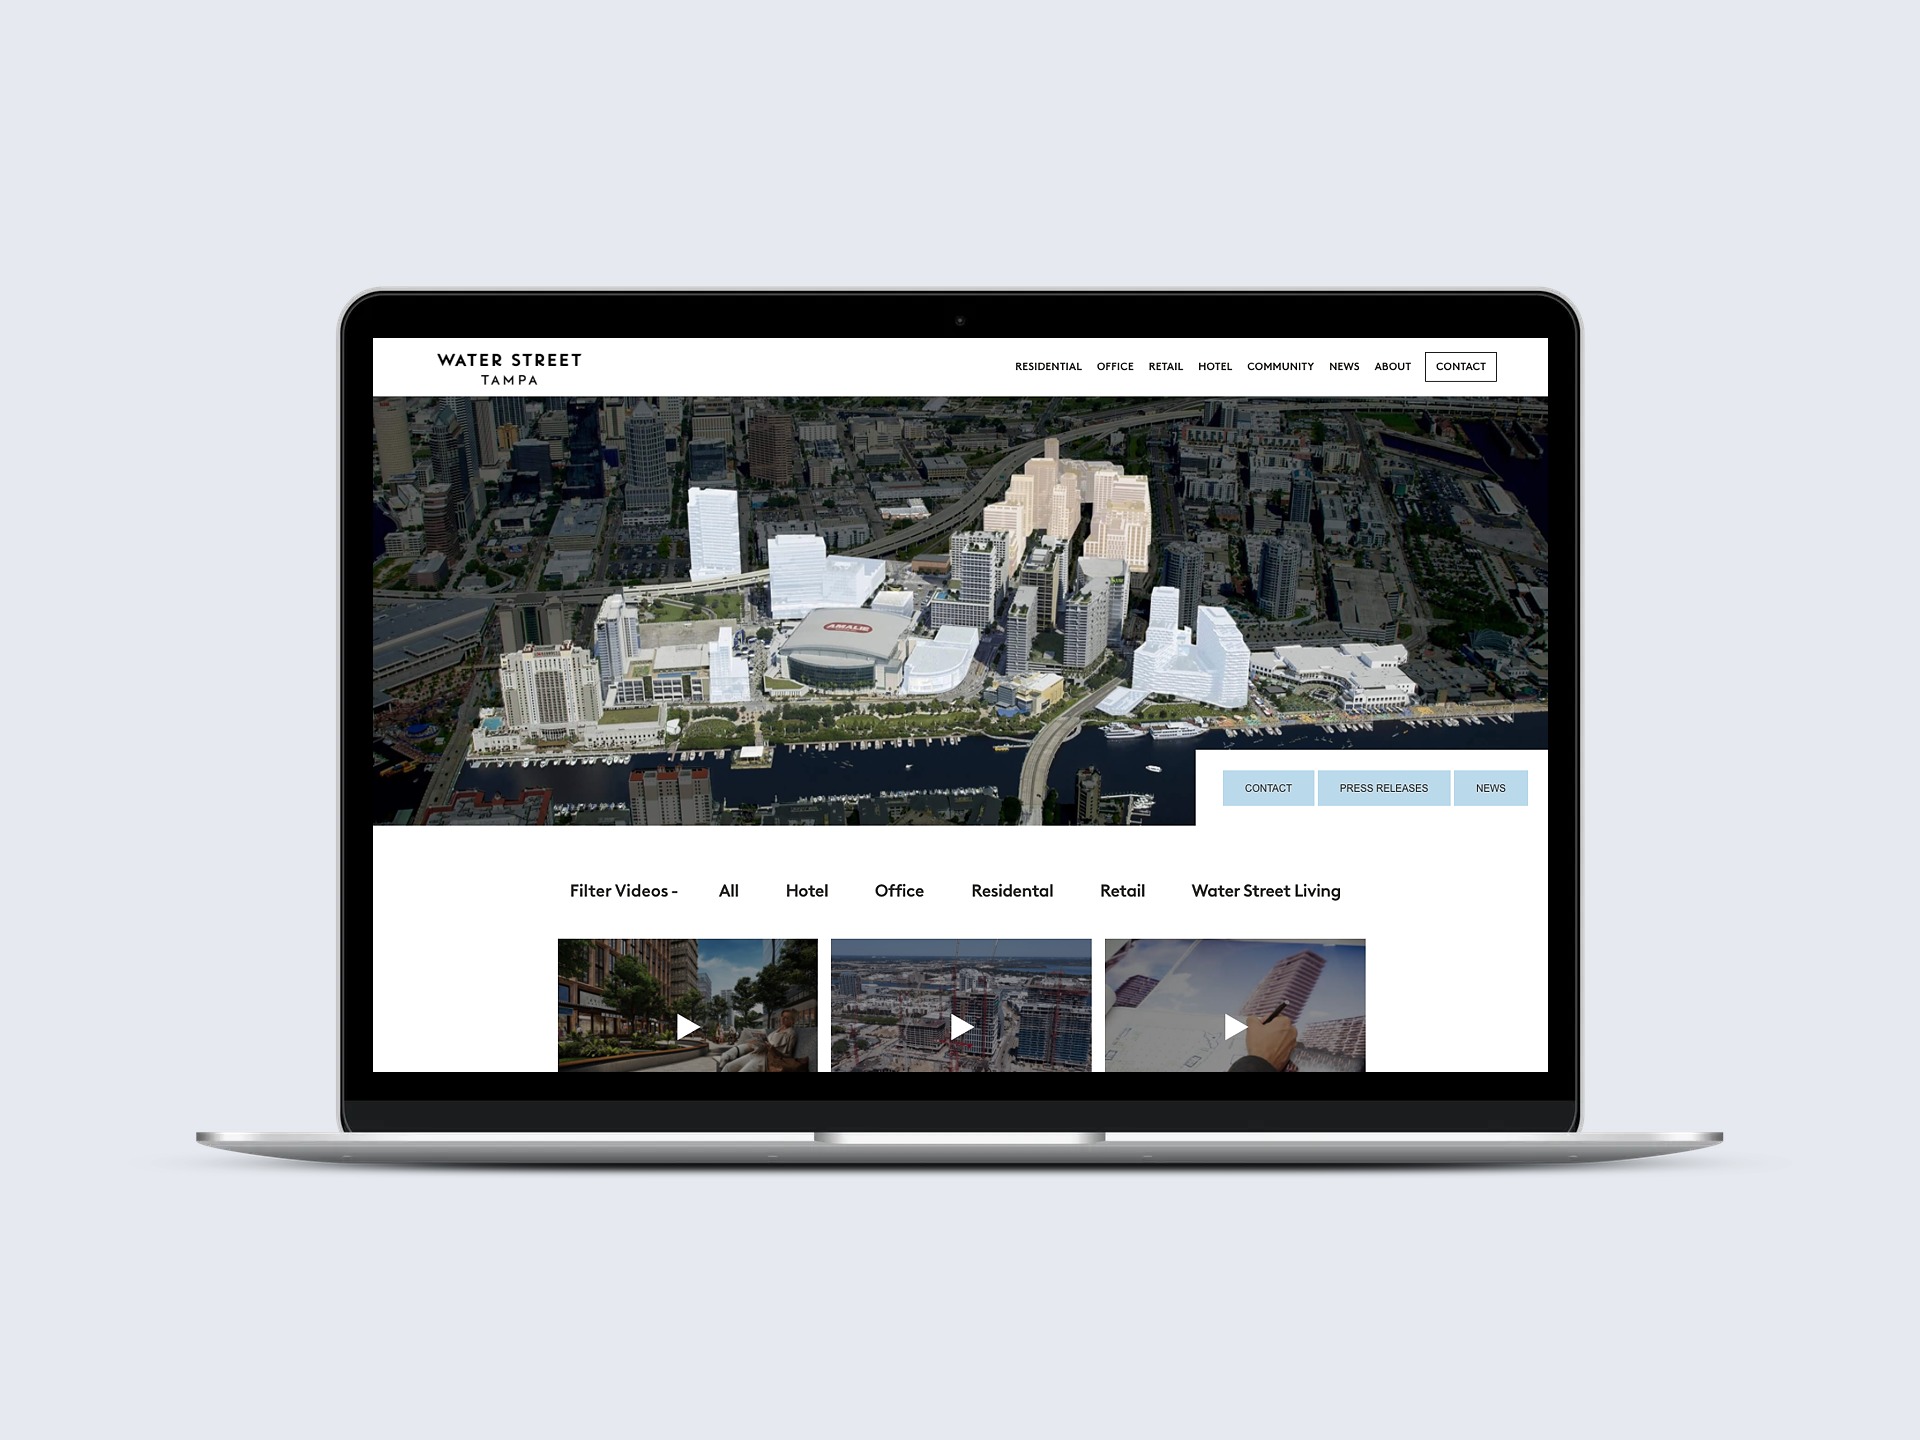 WATER STREET
TAMPA
RESIDENTIAL OFFICE RETAIL HOTEL COMMUNITY NEWS ABOUT CONTACT
AMALIE
CONTACT PRESS RELEASES NEWS
Filter Videos - All Hotel Office Residental Retail Water Street Living